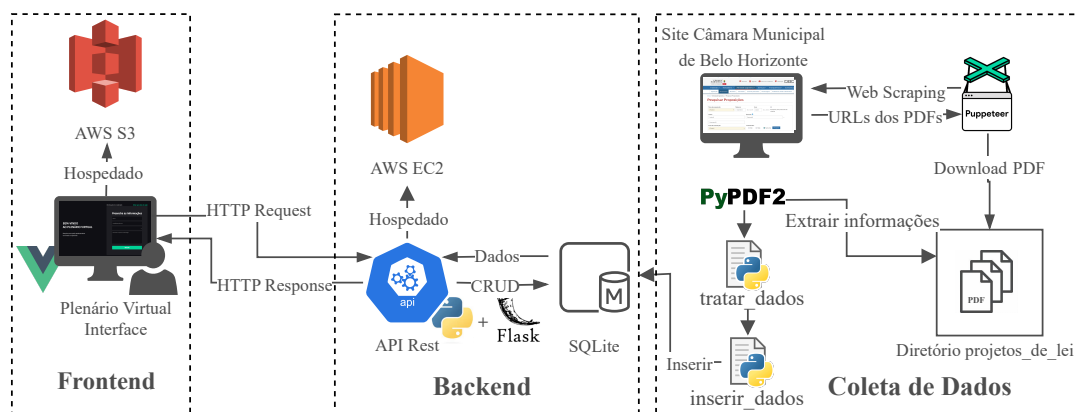 AWS S3
Hospedado
Plenário Virtual
Interface
Frontend
HTTP Request
HTTP Response
AWS EC2
Hospedado
api
API Rest
+
Flask
Dados
CRUD
M
SQLite
Backend
Site Câmara Municipal
de Belo Horizonte
Pesquisar Proposições
Web Scraping
URLs dos PDFs
Puppeteer
Download PDF
PyPDF2
Extrair informações
tratar_dados
PDF
Inserir
inserir_dados
Diretório projetos_de_lei
Coleta de Dados